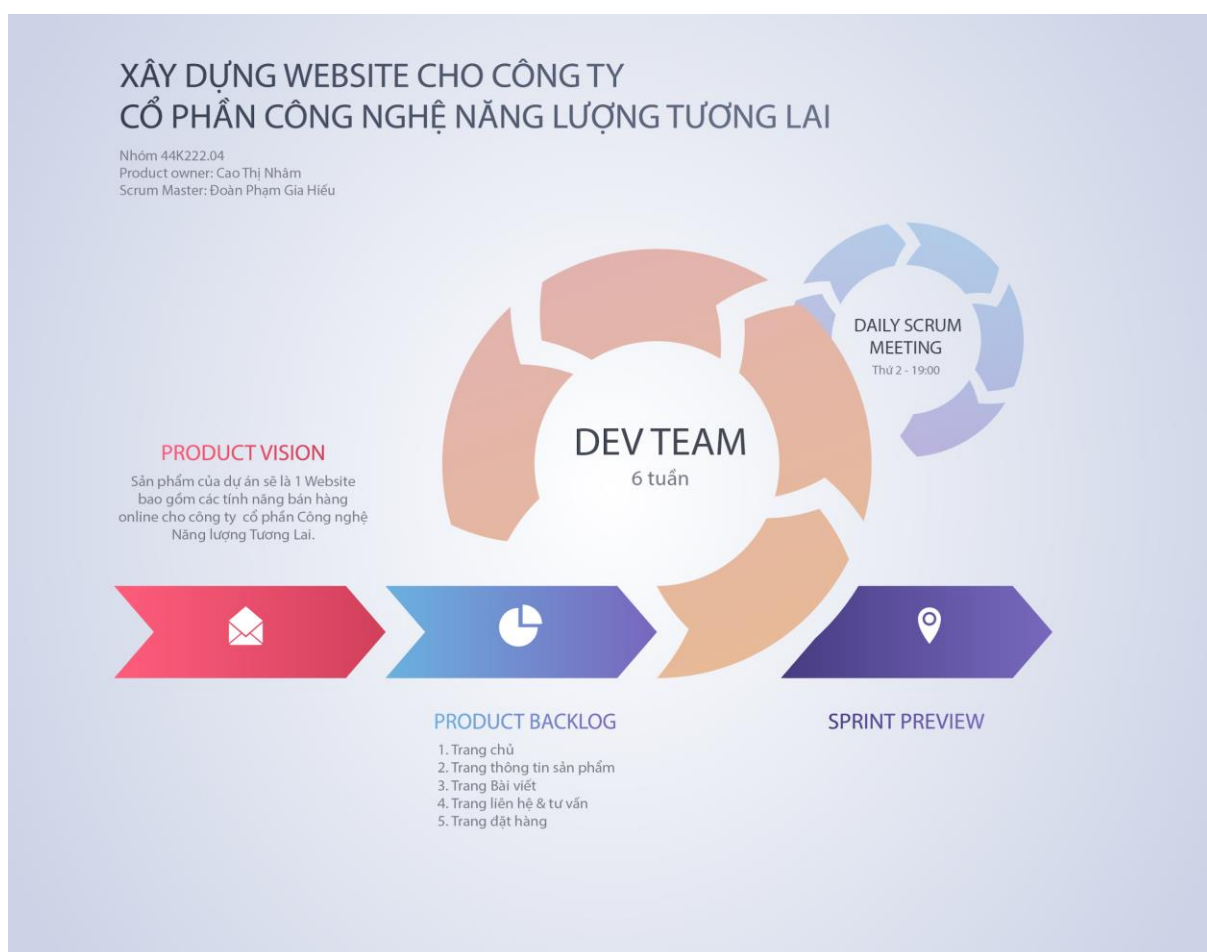 XÂY DỰNG WEBSITE CHO CÔNG TY
CỔ PHẦN CÔNG NGHỆ NĂNG LƯỢNG TƯƠNG LAI
Nhóm 44K222.04
Product owner: Cao Thị Nhâm
Scrum Master: Đoàn Phạm Gia Hiếu
DAILY SCRUM
MEETING
Thứ 2 - 19:00
DEV TEAM
6 tuần
PRODUCT VISION
Sản phẩm của dự án sẽ là 1 Website
bao gồm các tính năng bán hàng
online cho công ty cổ phần Công nghệ
Năng lượng Tương Lai.
PRODUCT BACKLOG
1. Trang chủ
2. Trang thông tin sản phẩm
3. Trang Bài viết
4. Trang liên hệ & tư vấn
5. Trang đặt hàng
SPRINT PREVIEW